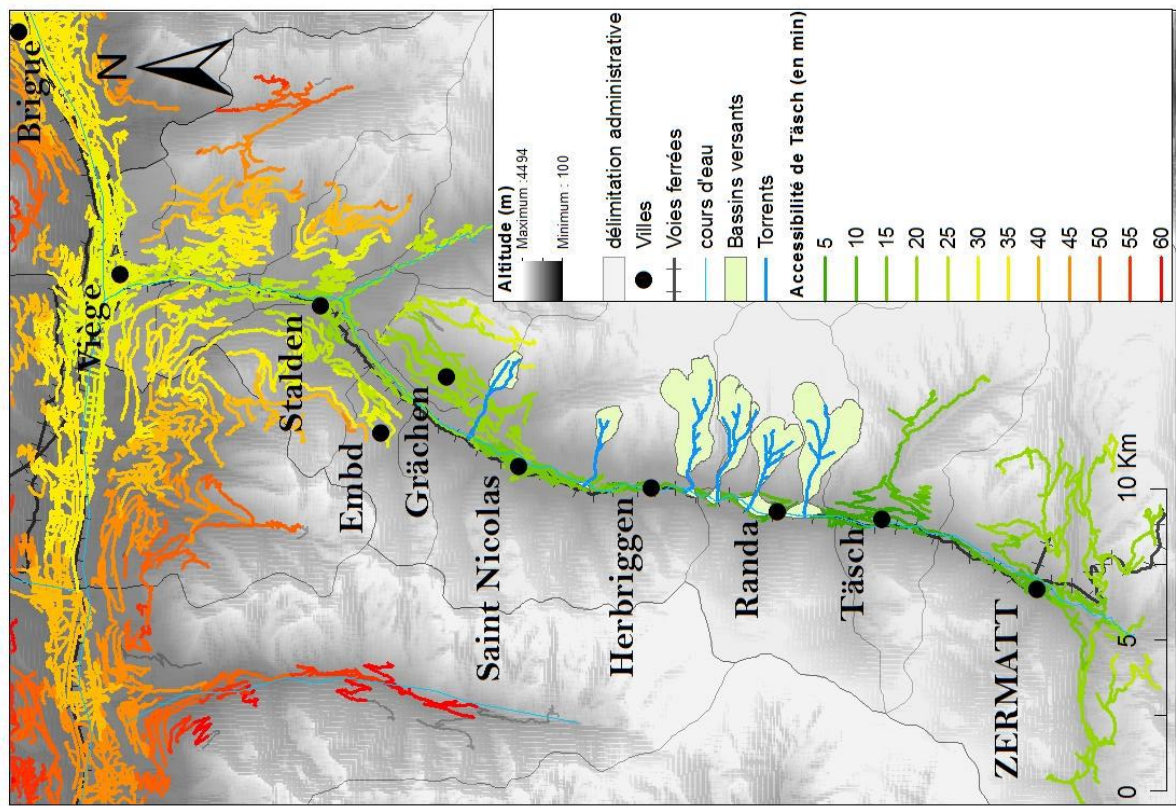 Brigue
N
Viège
Stalden
Embd
Grächen
Saint Nicolas
Herbriggen
Randa
Täsch
ZERMATT
0 5 10 Km
Altitude (m)
Maximum :4494
Minimum : 100
délimitation administrative
Villes
Voies ferrées
cours d'eau
Bassins versants
Torrents
Accessibilité de Täsch (en min)
5
10
15
20
25
30
35
40
45
50
55
60